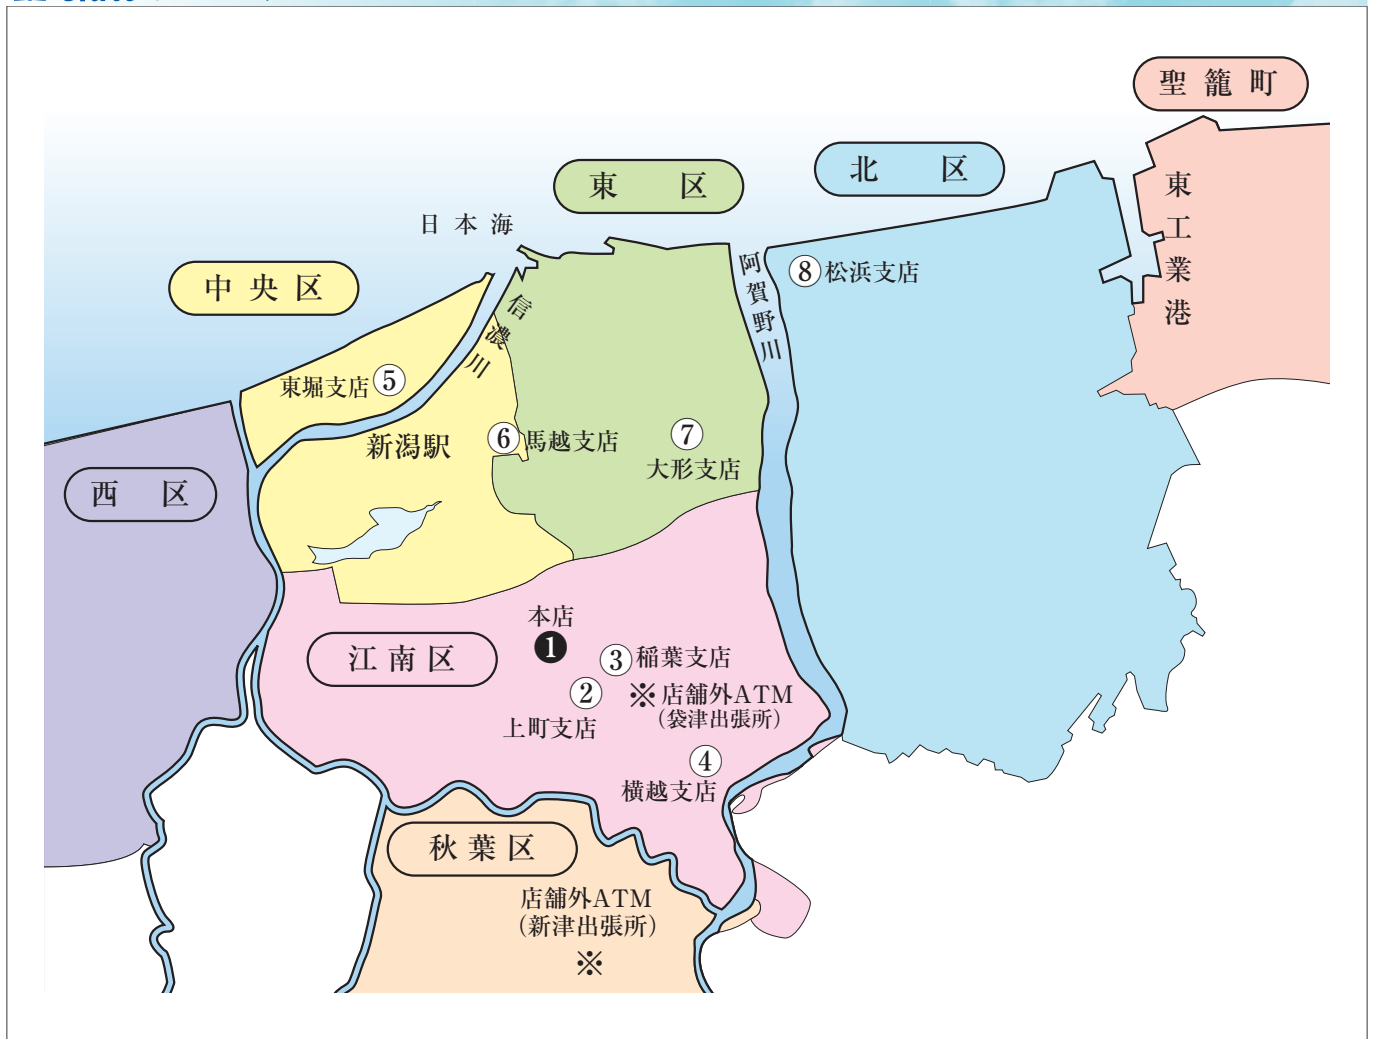 聖籠町
北区
東区
東工業港
日本海
中央区
阿賀野川
⑧松浜支店
信濃川
東堀支店⑤
新潟駅
⑥馬越支店
⑦
大形支店
西区
本店
❶
江南区
③稲葉支店
②
※店舗外ATM
(袋津出張所)
上町支店
④
横越支店
秋葉区
店舗外ATM
(新津出張所)
※